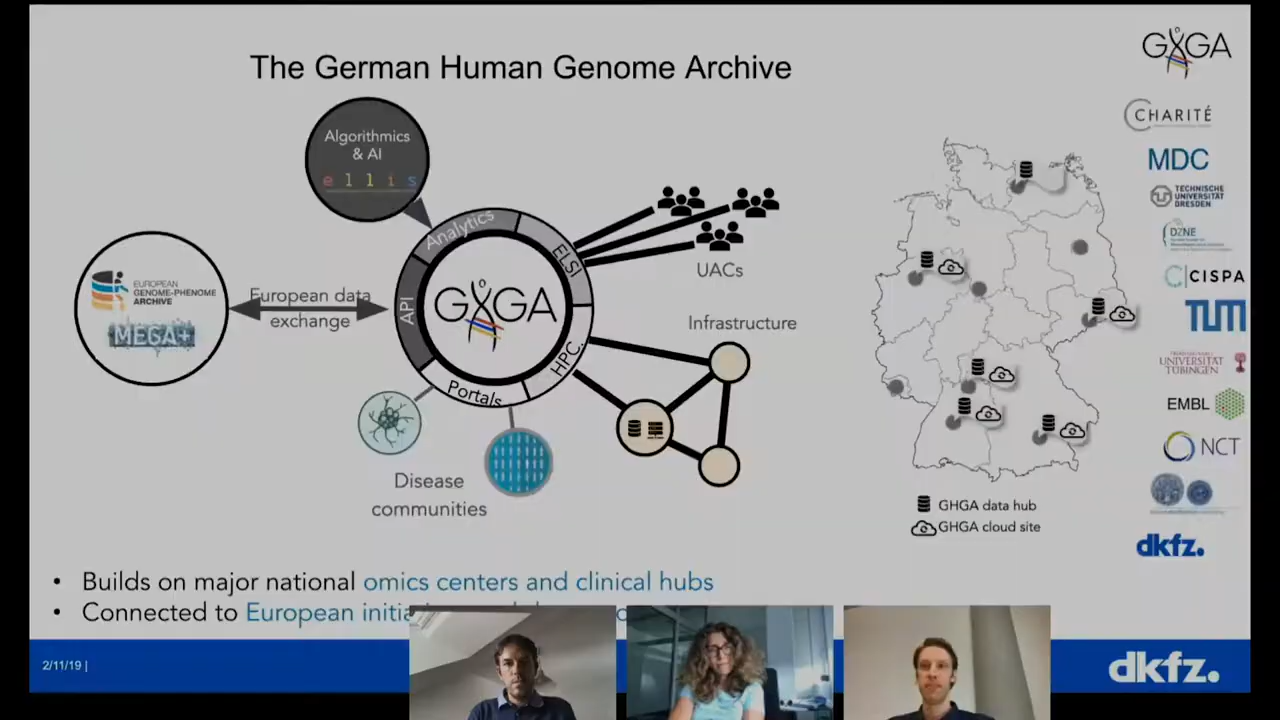 The German Human Genome Archive
GHGA
CHARITÉ
MDC
TECHNISCHE
UNIVERSITÄT
DRESDEN
DZNE
CISPA
TUM
UNIVERSITÄT
TÜBINGEN
EMBL
NCT
dkfz.
Algorithmics
& AI
ellis
EUROPEAN
GENOME-PHENOME
ARCHIVE
MEGA+
European data
exchange
Analytics
ELSI
API
GHGA
HPC.
Portals
UACs
Infrastructure
Disease
communities
GHGA data hub
GHGA cloud site
• Builds on major national omics centers and clinical hubs
• Connected to European
2/11/19 |
dkfz.